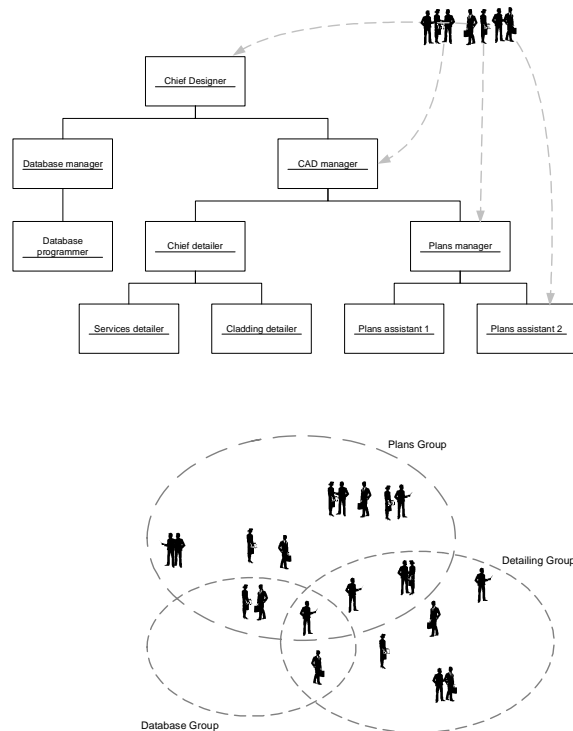 Chief Designer
Database manager
CAD manager
Database
programmer
Chief detailer
Plans manager
Services detailer
Cladding detailer
Plans assistant 1
Plans assistant 2
Plans Group
Detailing Group
Database Group